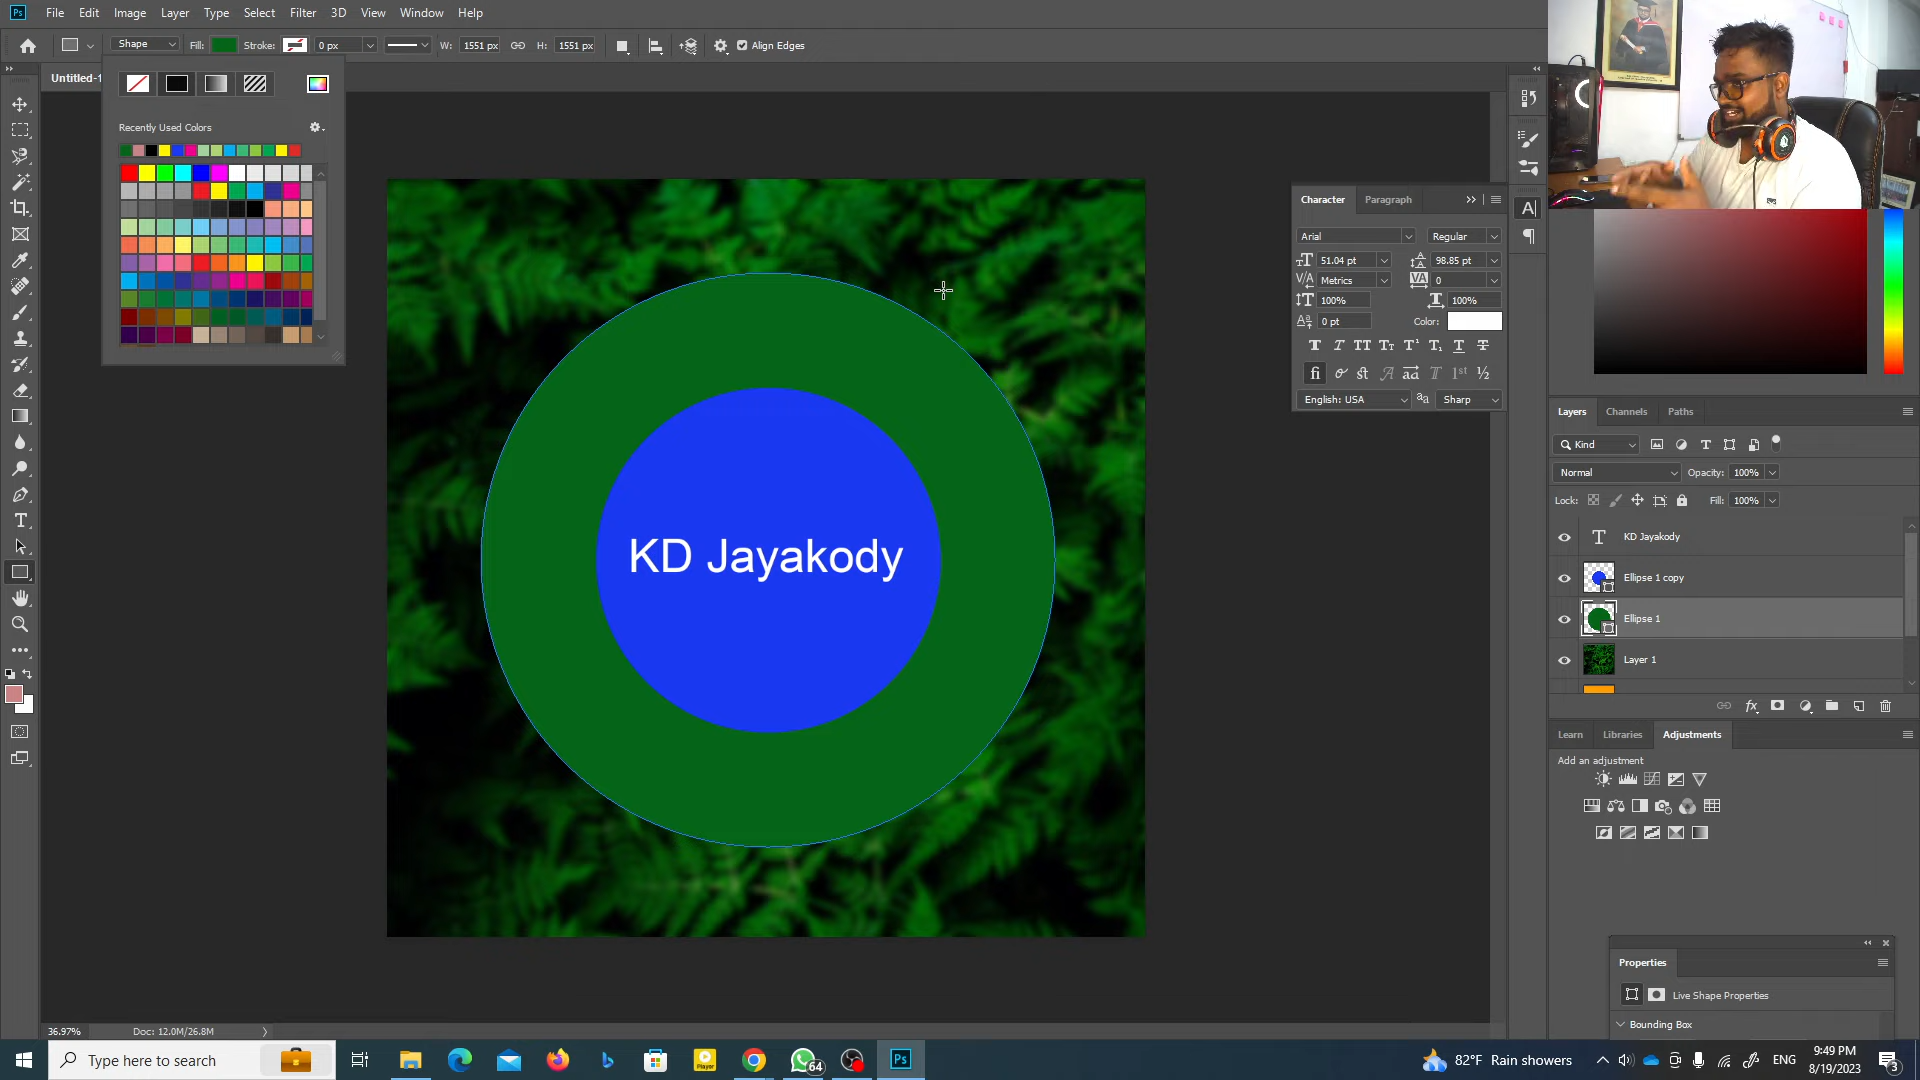 Ps File Edit Image Layer Type Select Filter 3D View Window Help
Shape Fill: Stroke: 0 px W: 1551 px H: 1551 px Align Edges
Untitled-1
Recently Used Colors
KD Jayakody
Character Paragraph
Arial Regular
51.04 pt 98.85 pt
Metrics 0
100% 100%
0 pt Color:
English: USA Sharp
Layers Channels Paths
Kind
Normal Opacity: 100%
Lock: Fill: 100%
KD Jayakody
Ellipse 1 copy
Ellipse 1
Layer 1
Learn Libraries Adjustments
Add an adjustment
Properties
Live Shape Properties
Bounding Box
36.97% Doc: 12.0M/26.8M
Type here to search
Player
64
Ps
82°F Rain showers
ENG
9:49 PM
8/19/2023
3